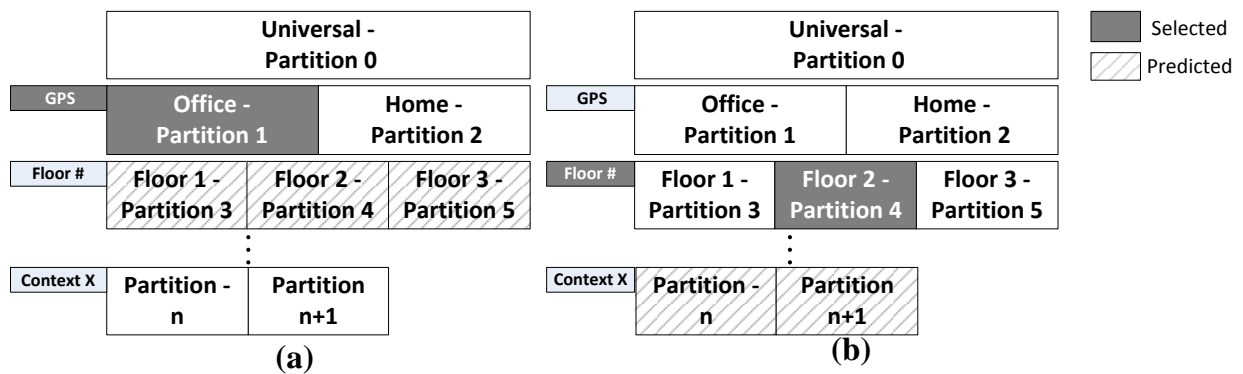 Universal -
Partition 0
GPS
Office -
Partition 1
Home -
Partition 2
Floor #
Floor 1 -
Partition 3
Floor 2 -
Partition 4
Floor 3 -
Partition 5
Context X
Partition -
n
Partition
n+1
(a)
Universal -
Partition 0
GPS
Office -
Partition 1
Home -
Partition 2
Floor #
Floor 1 -
Partition 3
Floor 2 -
Partition 4
Floor 3 -
Partition 5
Context X
Partition -
n
Partition
n+1
(b)
Selected
Predicted